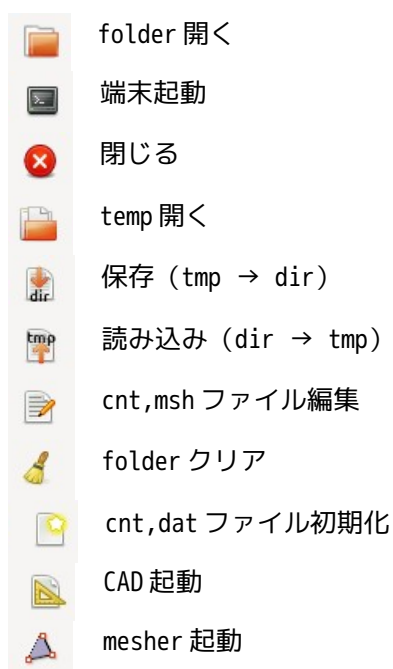 folder 開く
端末起動
閉じる
temp 開く
dir
保存 (tmp → dir)
tmp
読み込み (dir → tmp)
cnt,msh ファイル編集
folder クリア
cnt,dat ファイル初期化
CAD 起動
mesher 起動